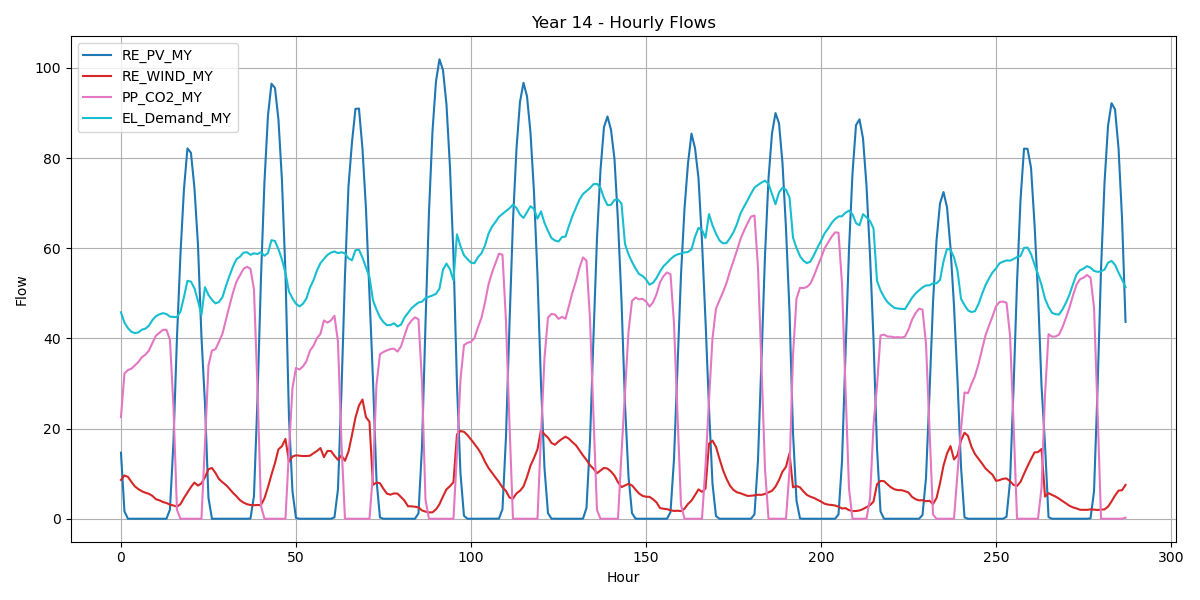 Year 14 - Hourly Flows
RE_PV_MY
RE_WIND_MY
PP_CO2_MY
EL_Demand_MY
100
80
60
40
20
0
Flow
0 50 100 150 200 250 300
Hour